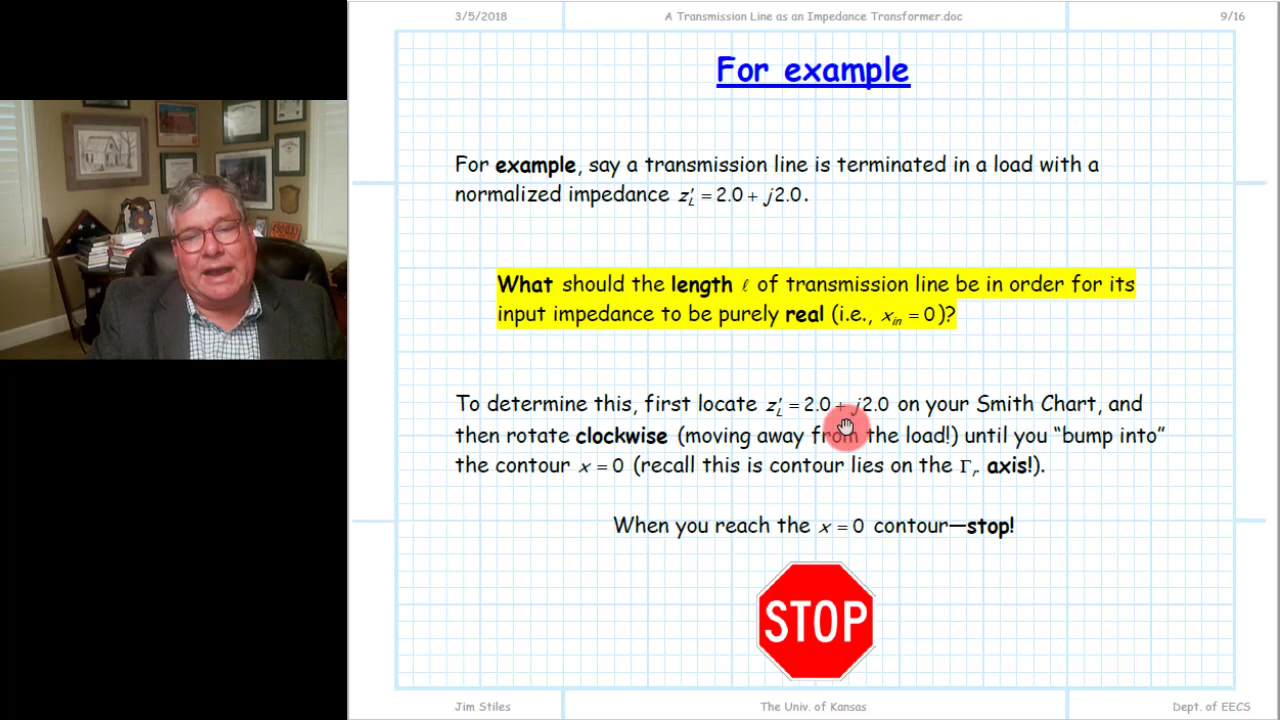 3/5/2018
A Transmission Line as an Impedance Transformer.doc
9/16
For example
For example, say a transmission line is terminated in a load with a
normalized impedance z′L = 2.0 + j2.0.
What should the length ℓ of transmission line be in order for its
input impedance to be purely real (i.e., xin = 0)?
To determine this, first locate z′L = 2.0 + j2.0 on your Smith Chart, and
then rotate clockwise (moving away from the load!) until you “bump into”
the contour x = 0 (recall this is contour lies on the Γr axis!).
When you reach the x = 0 contour—stop!
STOP
Jim Stiles
The Univ. of Kansas
Dept. of EECS